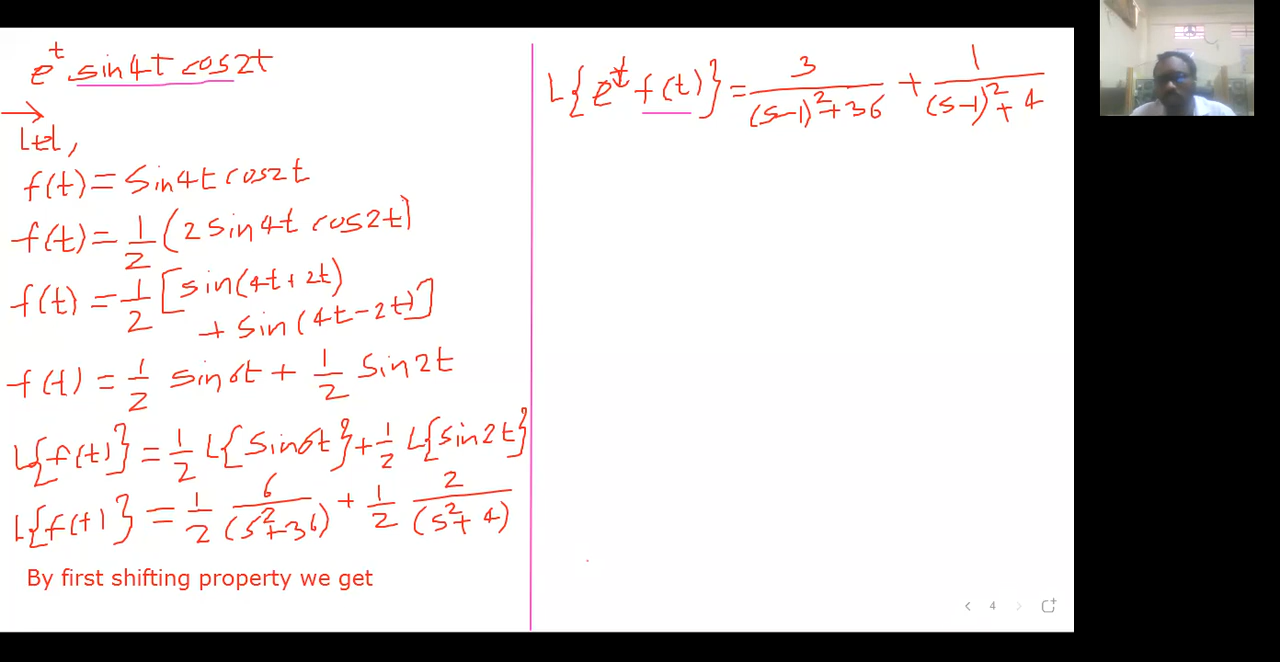 e^t sin4t cos2t
→
Let,
f(t) = sin4t cos2t
f(t) = 1/2 (2 sin4t cos2t)
f(t) = 1/2 [sin(4t+2t)
+ sin(4t-2t)]
f(t) = 1/2 sin6t + 1/2 sin2t
L{f(t)} = 1/2 L{sin6t} + 1/2 L{sin2t}
L{f(t)} = 1/2 6/(s^2+36) + 1/2 2/(s^2+4)
By first shifting property we get
L{e^t f(t)} = 3/((s-1)^2+36) + 1/((s-1)^2+4)
< 4 >